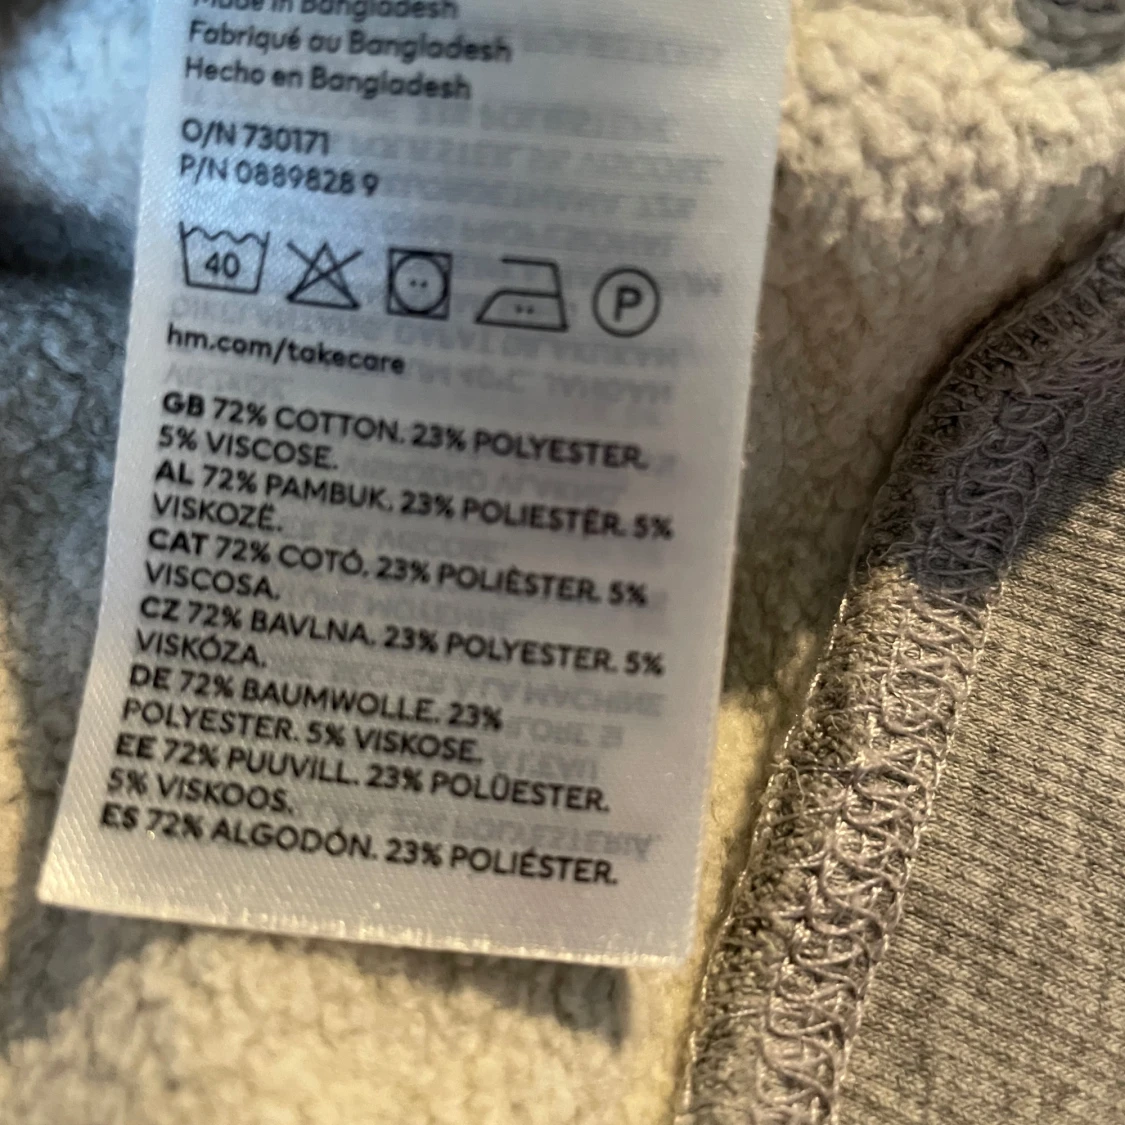 Made in Bangladesh
Fabriqué au Bangladesh
Hecho en Bangladesh
O/N 730171
P/N 0889828 9
40 P
hm.com/takecare
GB 72% COTTON. 23% POLYESTER.
5% VISCOSE.
AL 72% PAMBUK. 23% POLIESTËR. 5%
VISKOZË.
CAT 72% COTÓ. 23% POLIÈSTER. 5%
VISCOSA.
CZ 72% BAVLNA. 23% POLYESTER. 5%
VISKÓZA.
DE 72% BAUMWOLLE. 23%
POLYESTER. 5% VISKOSE.
EE 72% PUUVILL. 23% POLÜESTER.
5% VISKOOS.
ES 72% ALGODÓN. 23% POLIÉSTER.